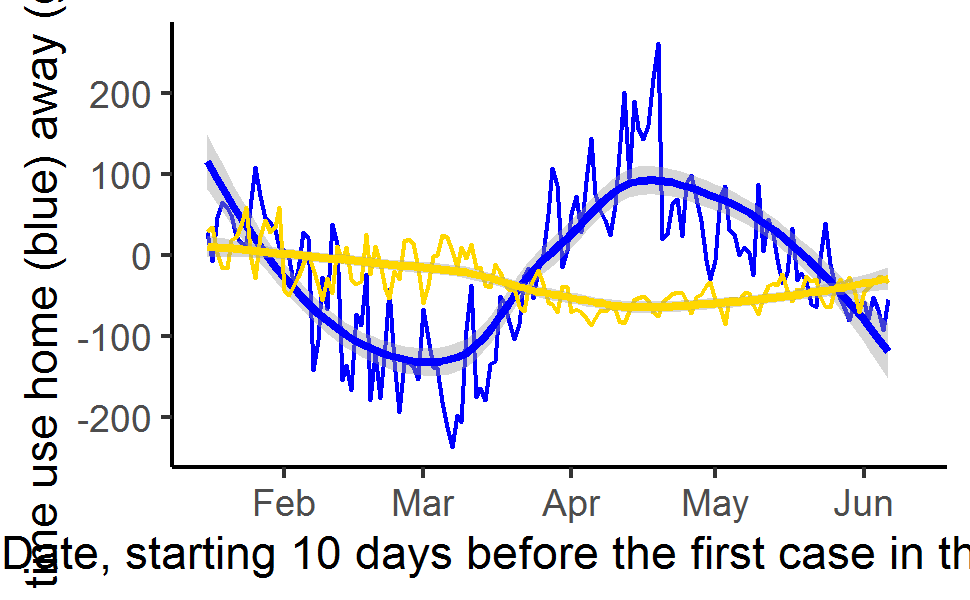 time use home (blue) away (
200
100
0
-100
-200
Feb Mar Apr May Jun
Date, starting 10 days before the first case in th